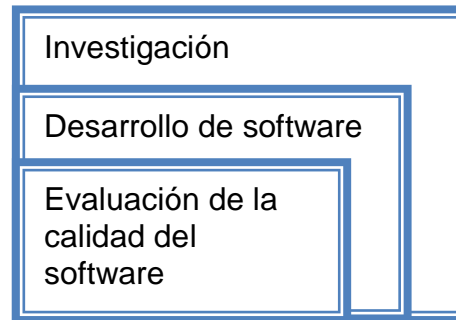 Investigación
Desarrollo de software
Evaluación de la
calidad del
software